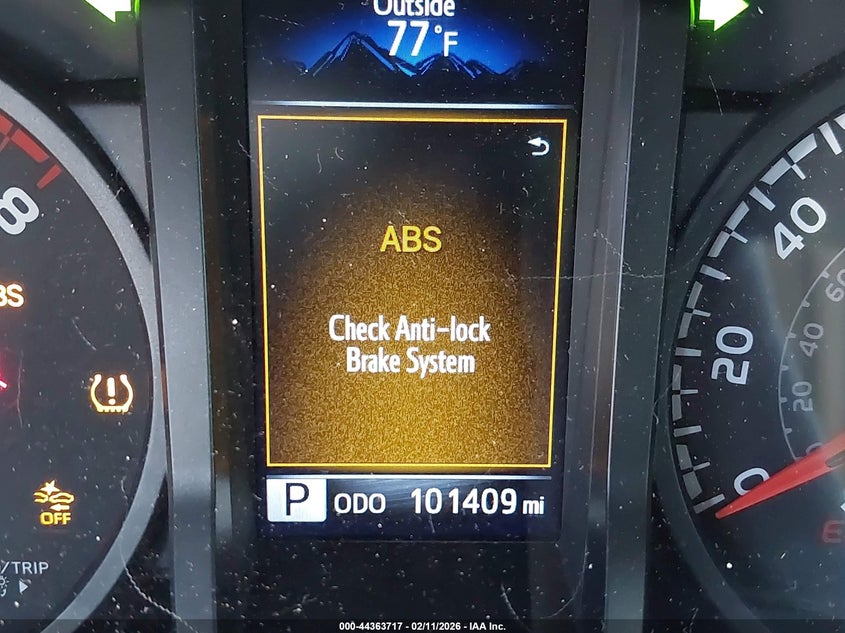 Outside
77°F
ABS
Check Anti-lock
Brake System
P ODO 101409 mi
8
OFF
/TRIP
40
20
0
60
40
20
000-44363717 - 02/11/2026 - IAA Inc.